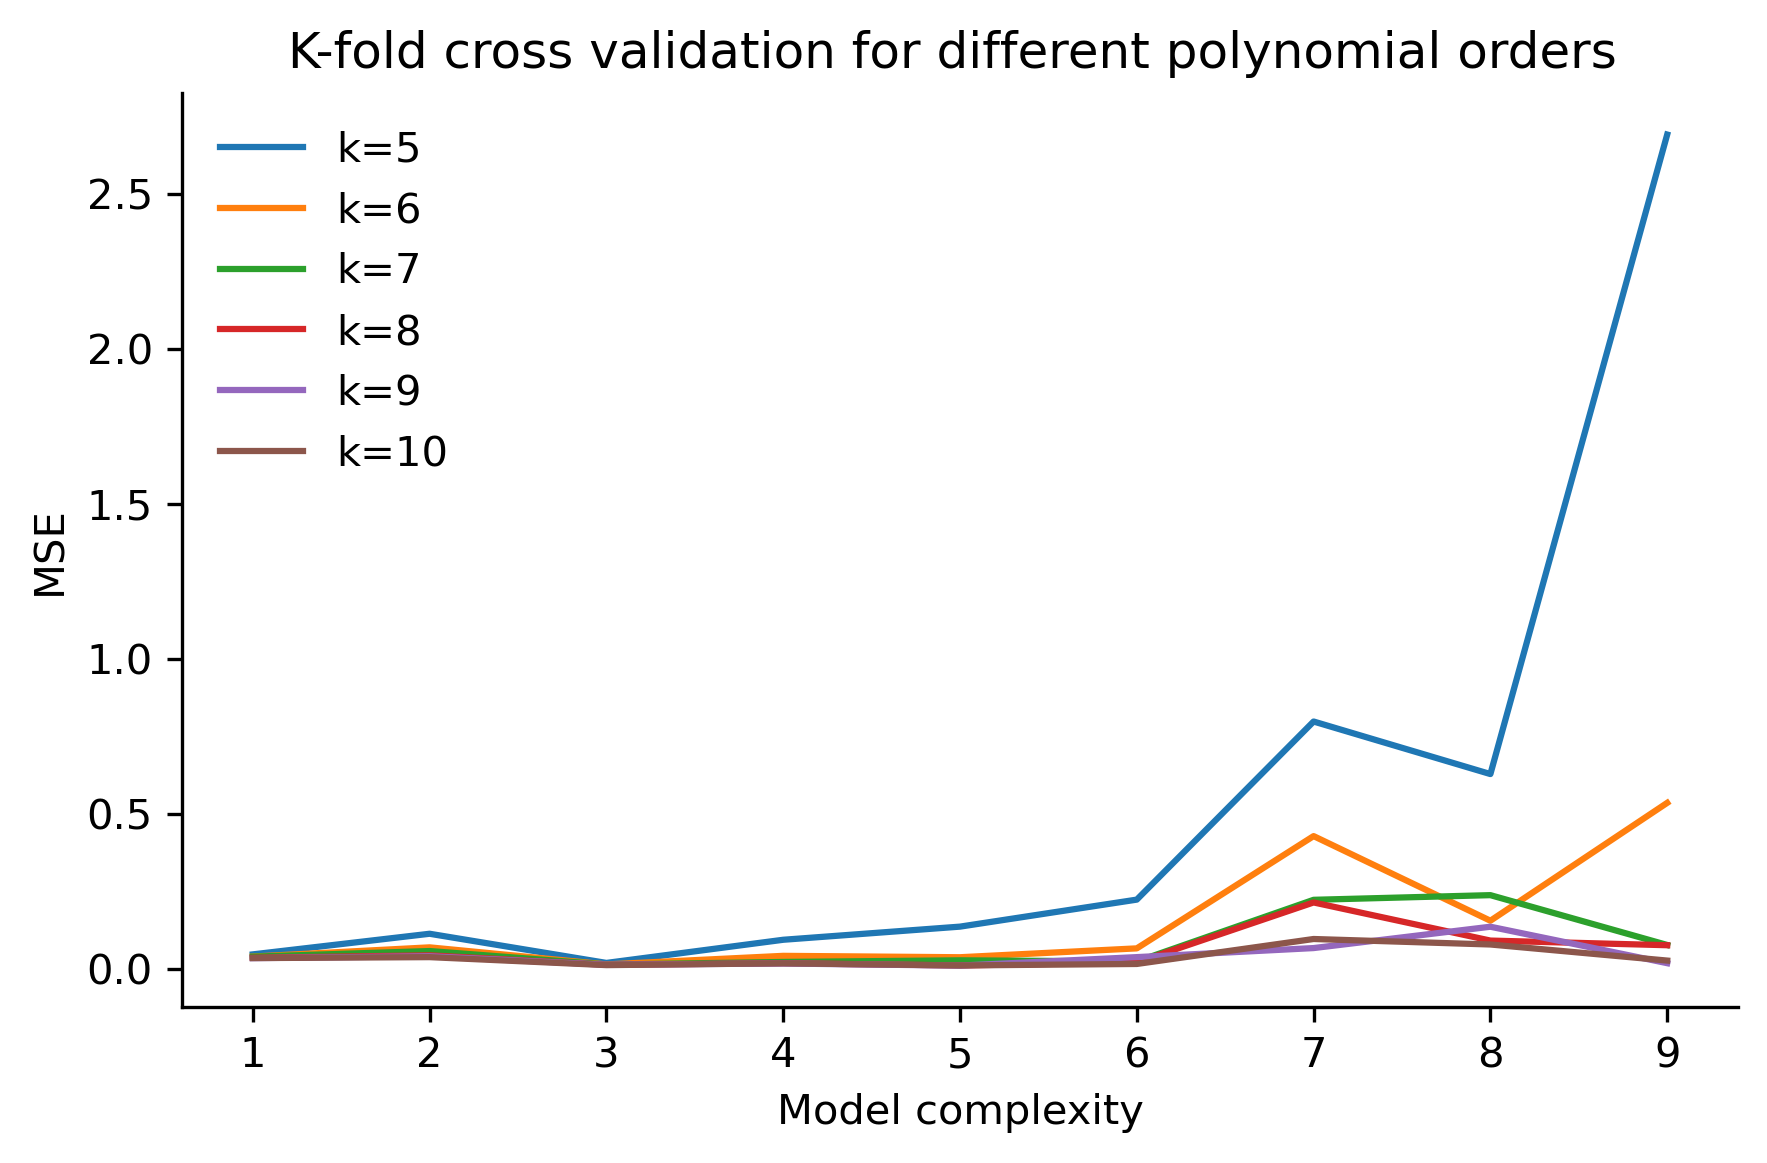 K-fold cross validation for different polynomial orders
k=5
k=6
k=7
k=8
k=9
k=10
MSE
2.5
2.0
1.5
1.0
0.5
0.0
1 2 3 4 5 6 7 8 9
Model complexity